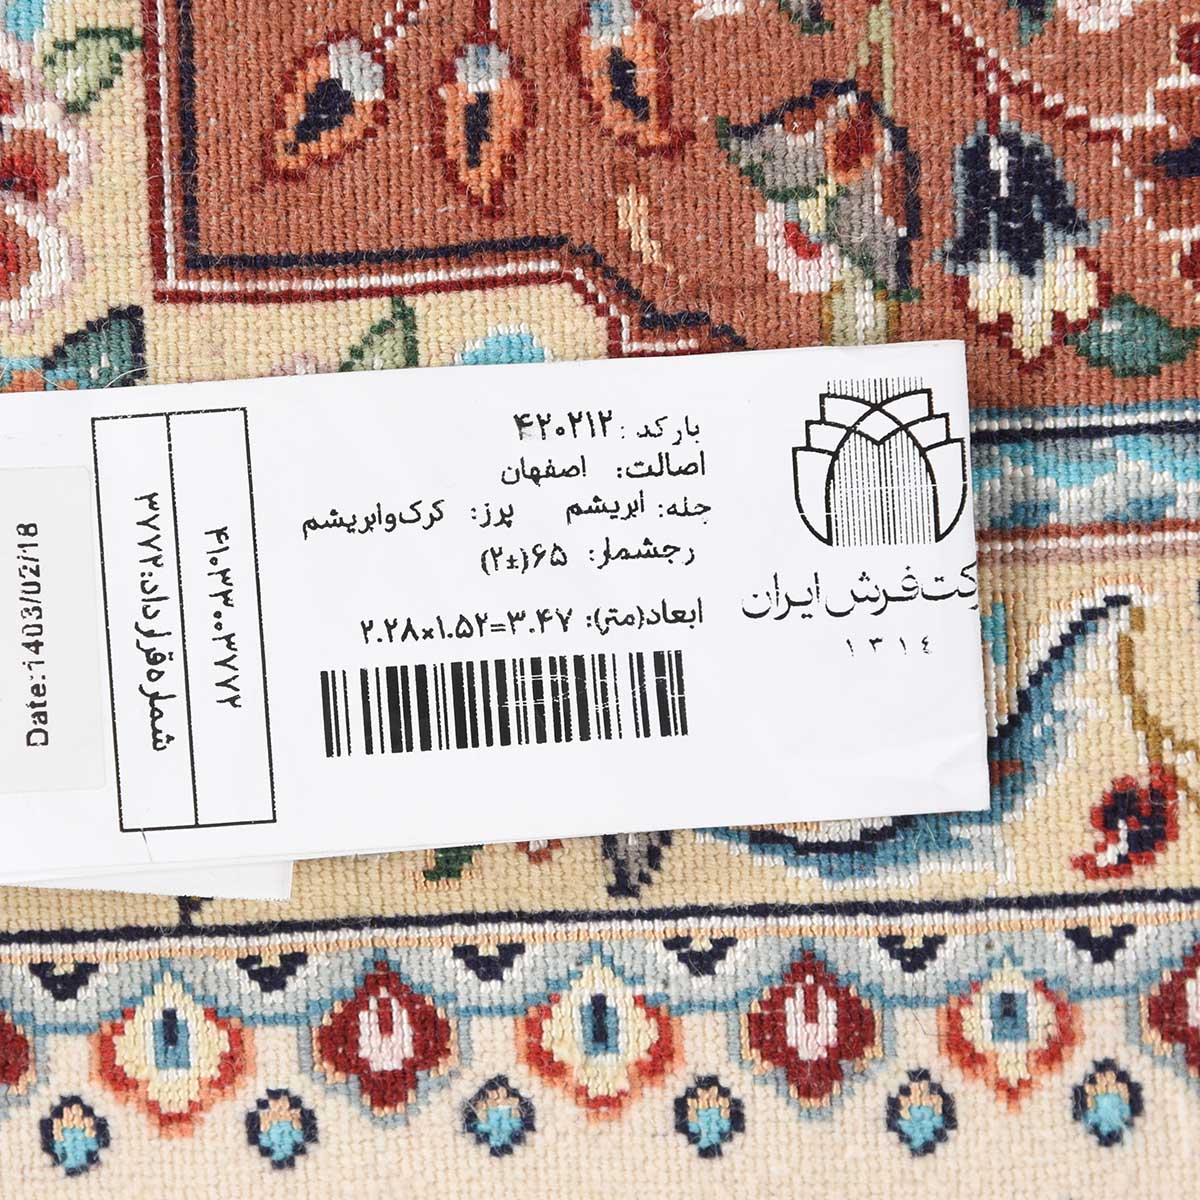 بارکد: ۴۲۰۲۱۲
اصالت: اصفهان
جله: ابریشم پرز: کرک‌وابریشم
رجشمار: ۶۵(±۲)
ابعاد(متر): ۲.۲۸×۱.۵۲=۳.۴۷
کت فرش ایران
۱۳۱۴
۴۱۰۳۳۰۰۳۷۷۲
شماره قرارداد: ۳۷۷۲
Date:1403/02/18